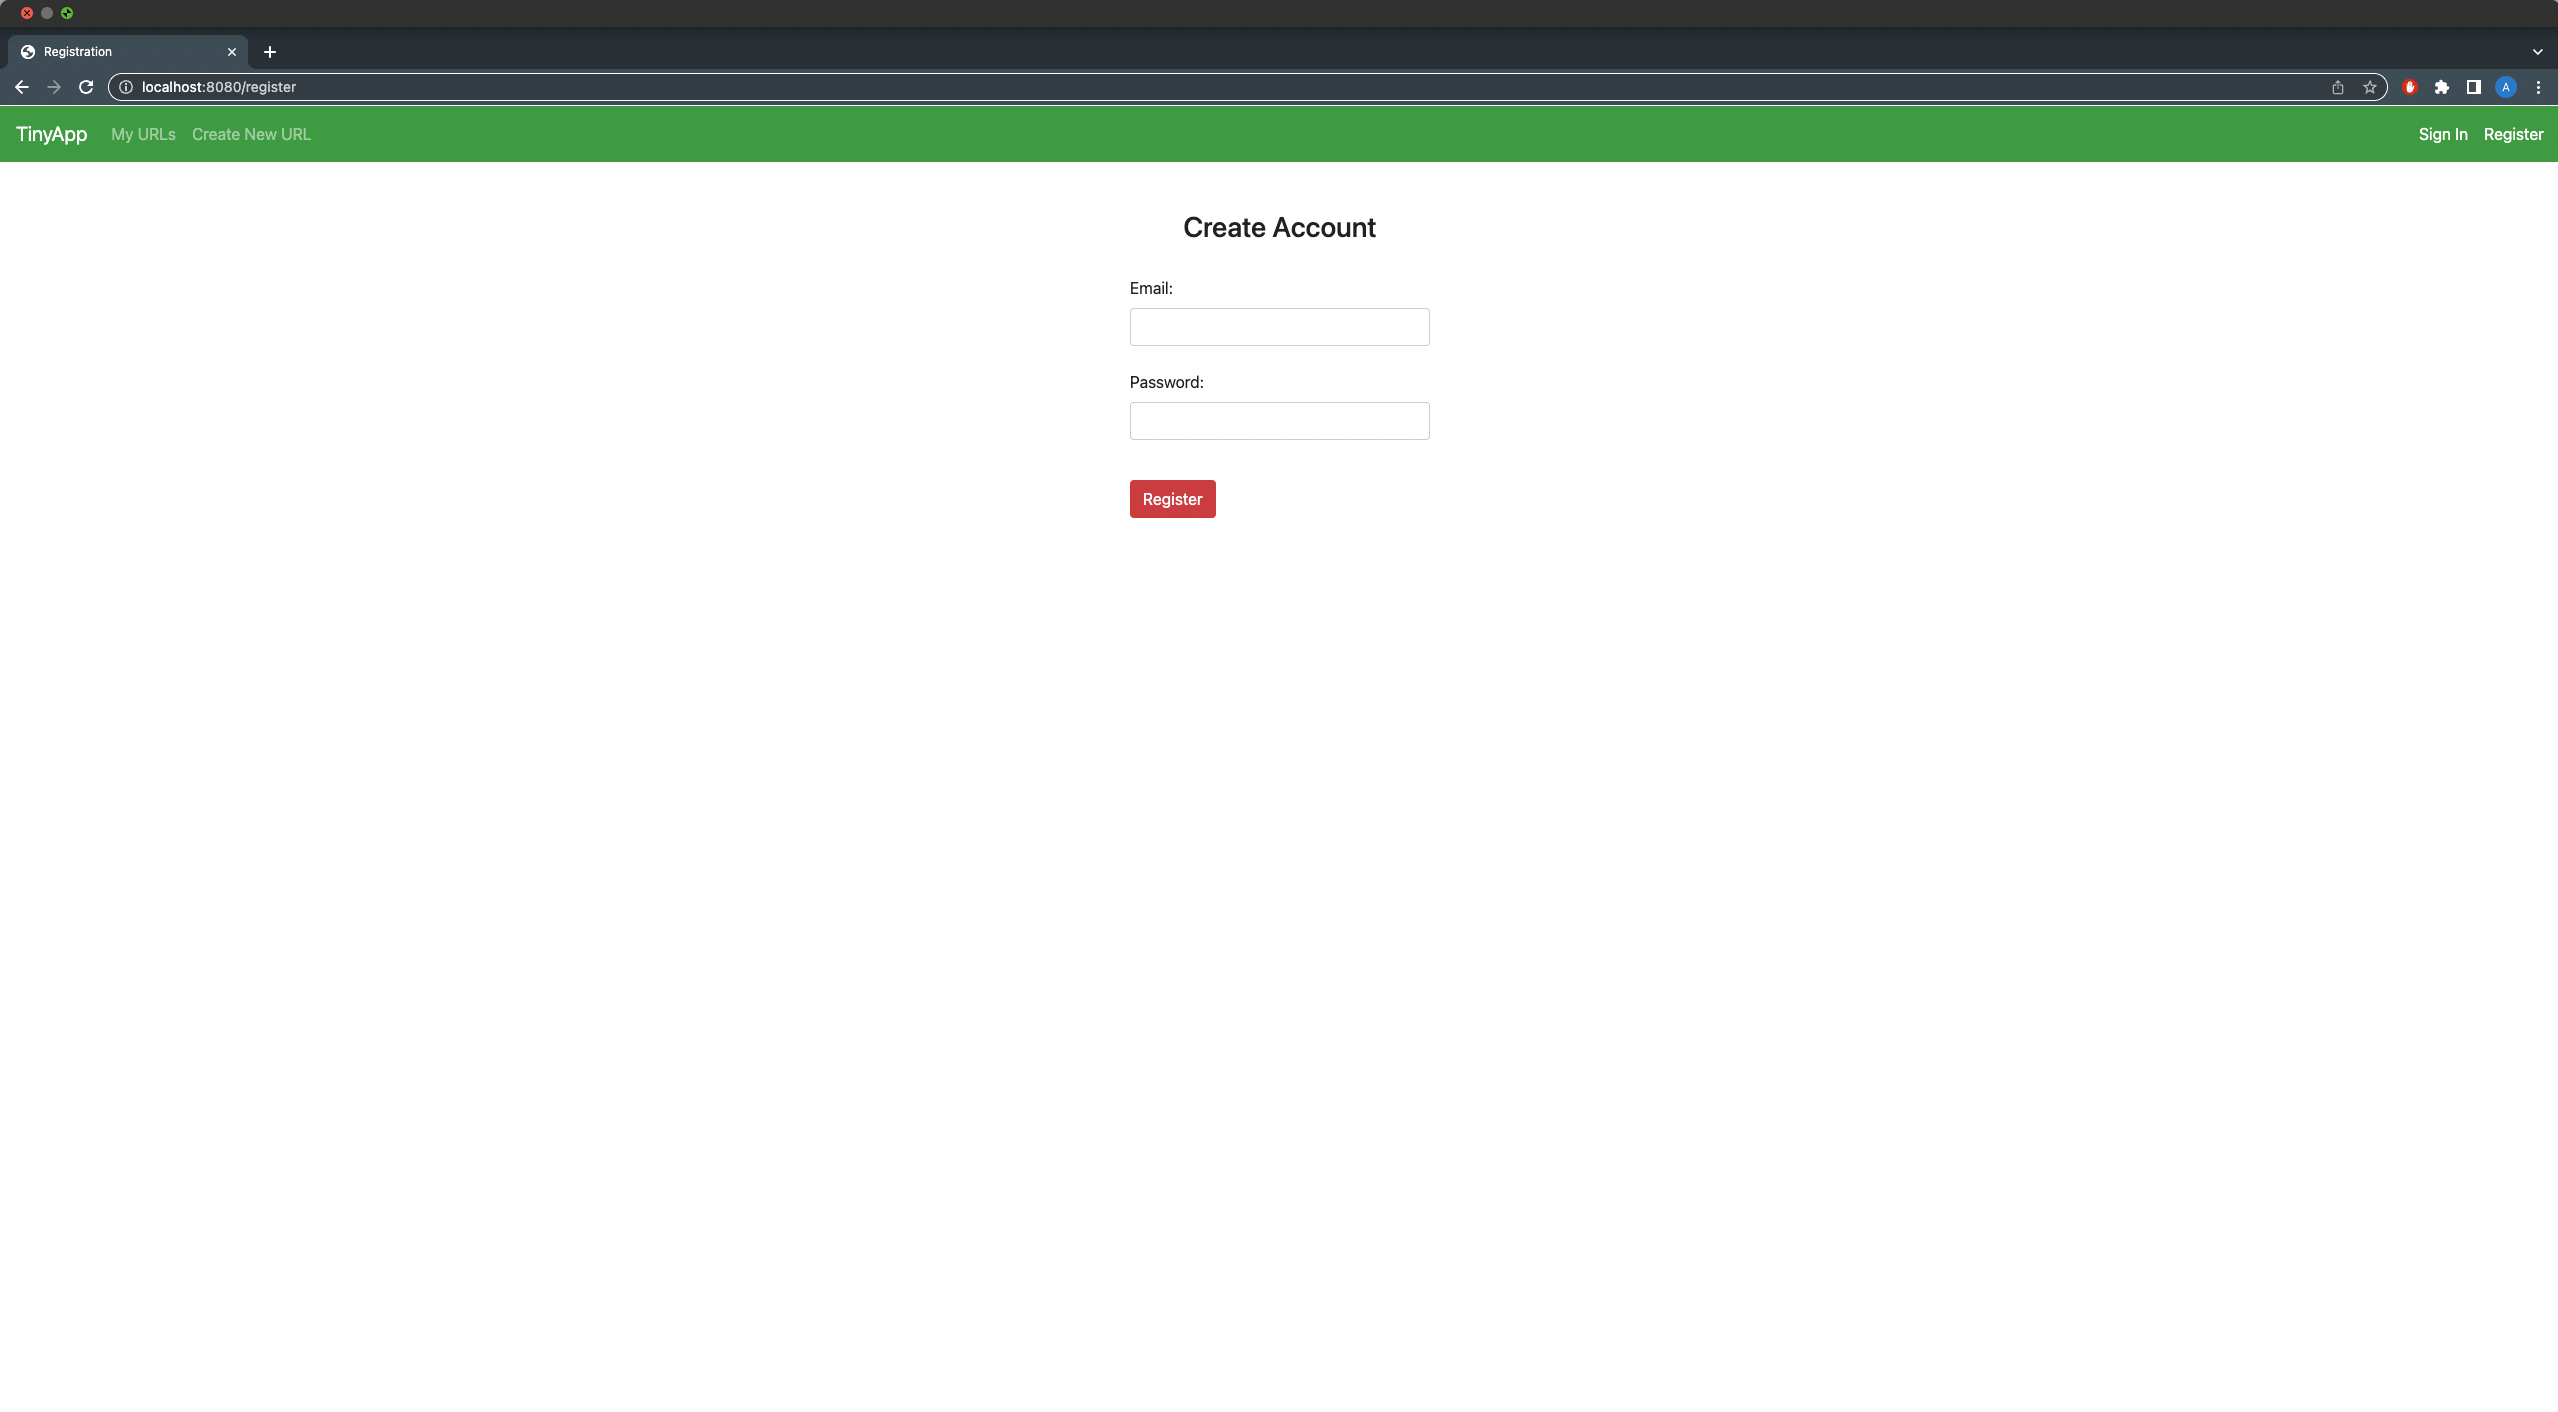 Registration
localhost:8080/register
A
TinyApp My URLs Create New URL Sign In Register
Create Account
Email:
Password:
Register